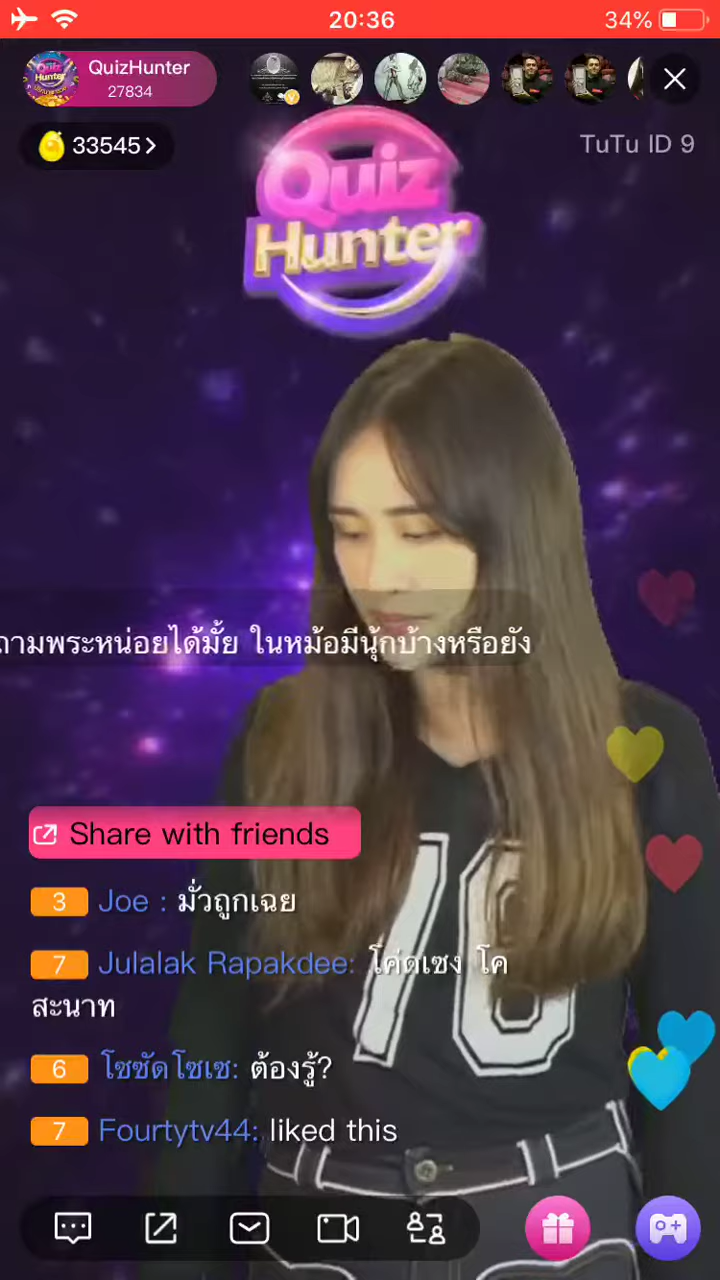 20:36
34%
QuizHunter
27834
33545
TuTu ID 9
Quiz
Hunter
ถามพระหน่อยได้มั้ย ในหม้อมีนุ้กบ้างหรือยัง
Share with friends
3 Joe : มั่วถูกเฉย
7 Julalak Rapakdee: โค่ดเซง โค
สะนาท
6 โชซัดโซเซ: ต้องรู้?
7 Fourtytv44: liked this